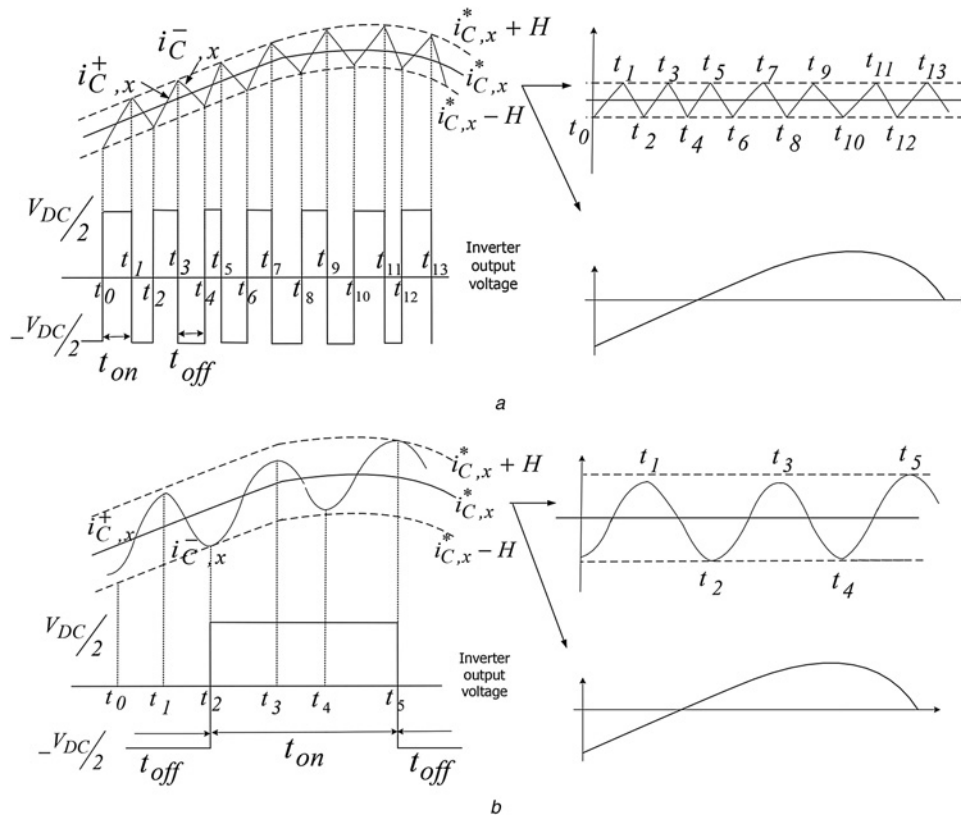 i*C,x + H
i⁻C,x
i⁺C,x
i*C,x
i*C,x − H
t1 t3 t5 t7 t9 t11 t13
t0
t2 t4 t6 t8 t10 t12
VDC/2
t1 t3 t5 t7 t9 t11 t13
t0 t2 t4 t6 t8 t10 t12
−VDC/2
ton toff
Inverter
output
voltage
a
i*C,x + H
i⁺C,x
i*C,x
i⁻C,x
i*C,x − H
t1 t3 t5
t2 t4
VDC/2
t0 t1 t2 t3 t4 t5
−VDC/2
toff ton toff
Inverter
output
voltage
b